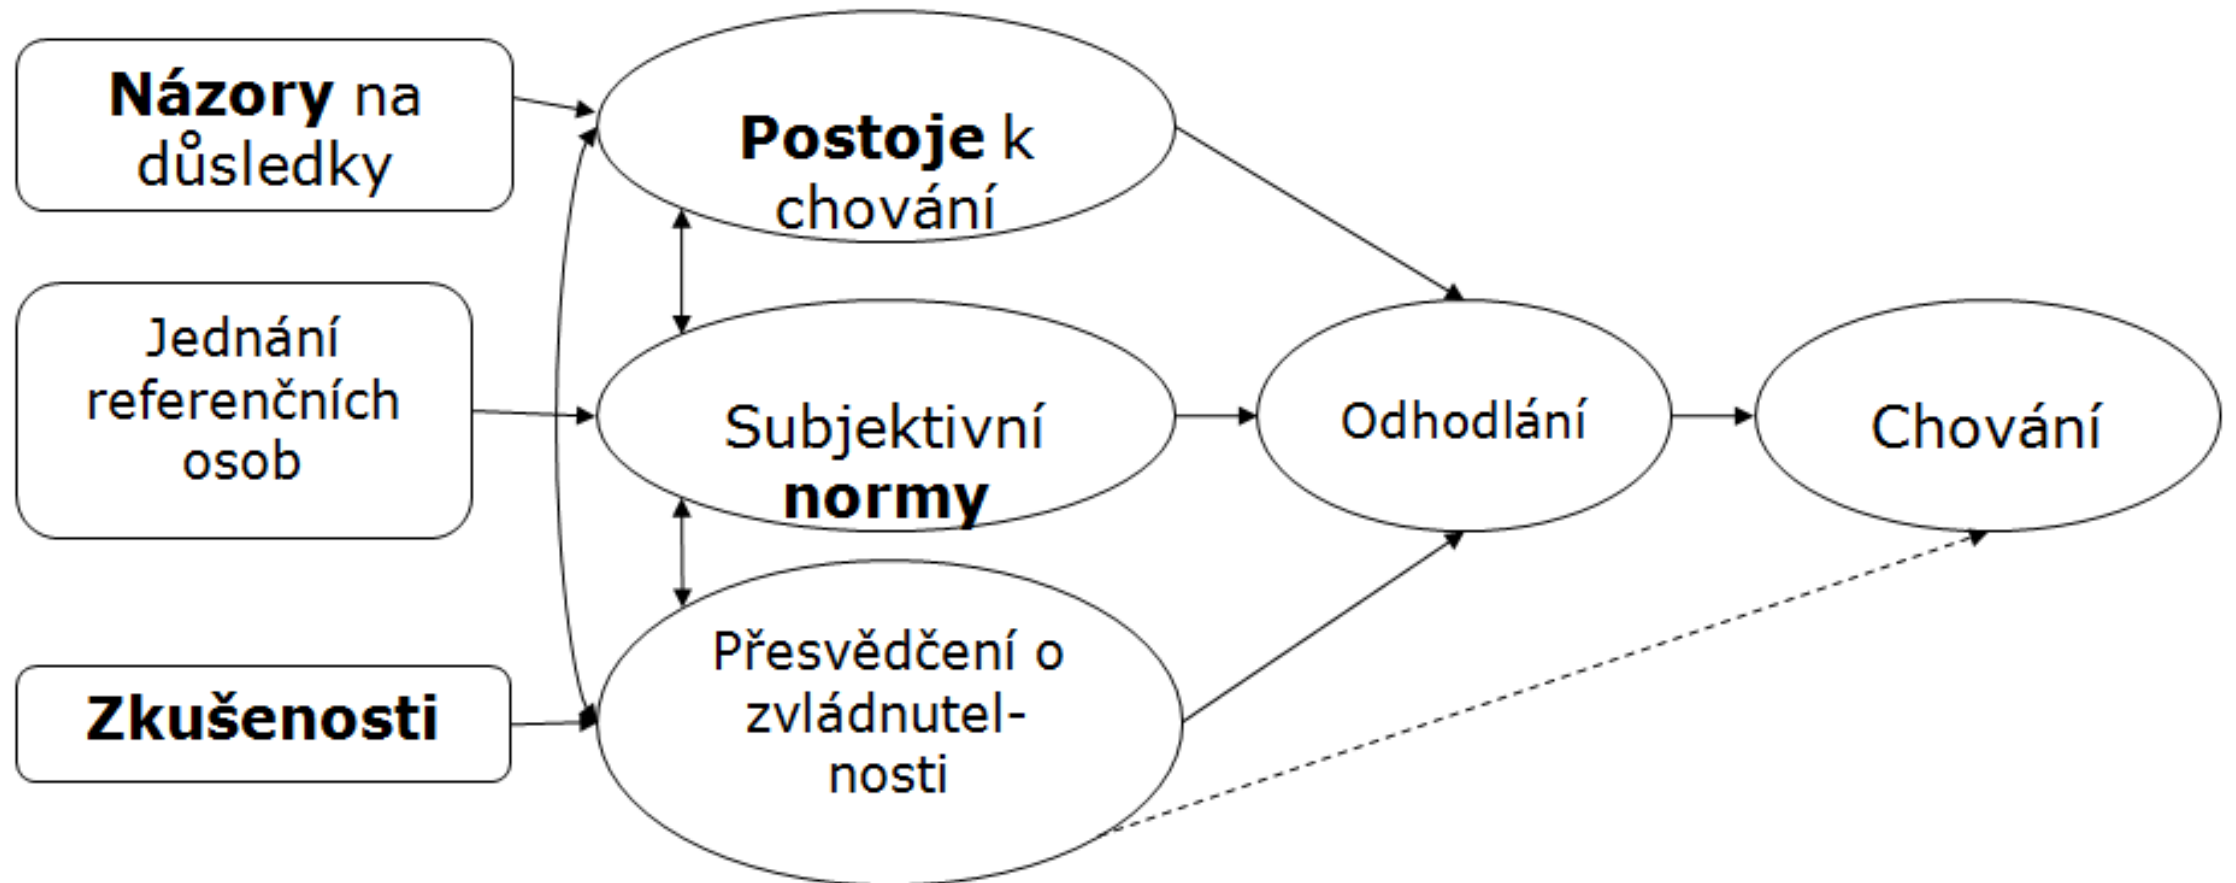 Názory na
důsledky
Postoje k
chování
Jednání
referenčních
osob
Subjektivní
normy
Odhodlání
Chování
Zkušenosti
Přesvědčení o
zvládnutel-
nosti